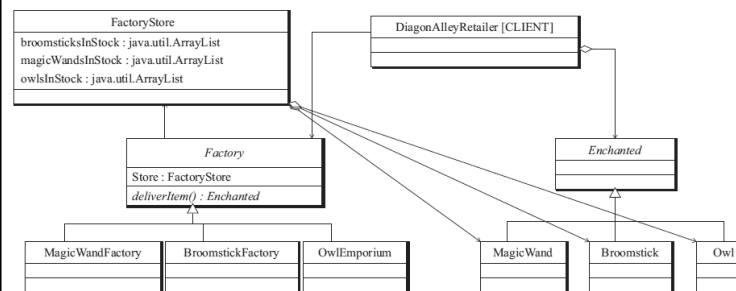 FactoryStore
broomsticksInStock : java.util.ArrayList
magicWandsInStock : java.util.ArrayList
owlsInStock : java.util.ArrayList
DiagonAlleyRetailer [CLIENT]
Factory
Store : FactoryStore
deliverItem() : Enchanted
Enchanted
MagicWandFactory
BroomstickFactory
OwlEmporium
MagicWand
Broomstick
Owl